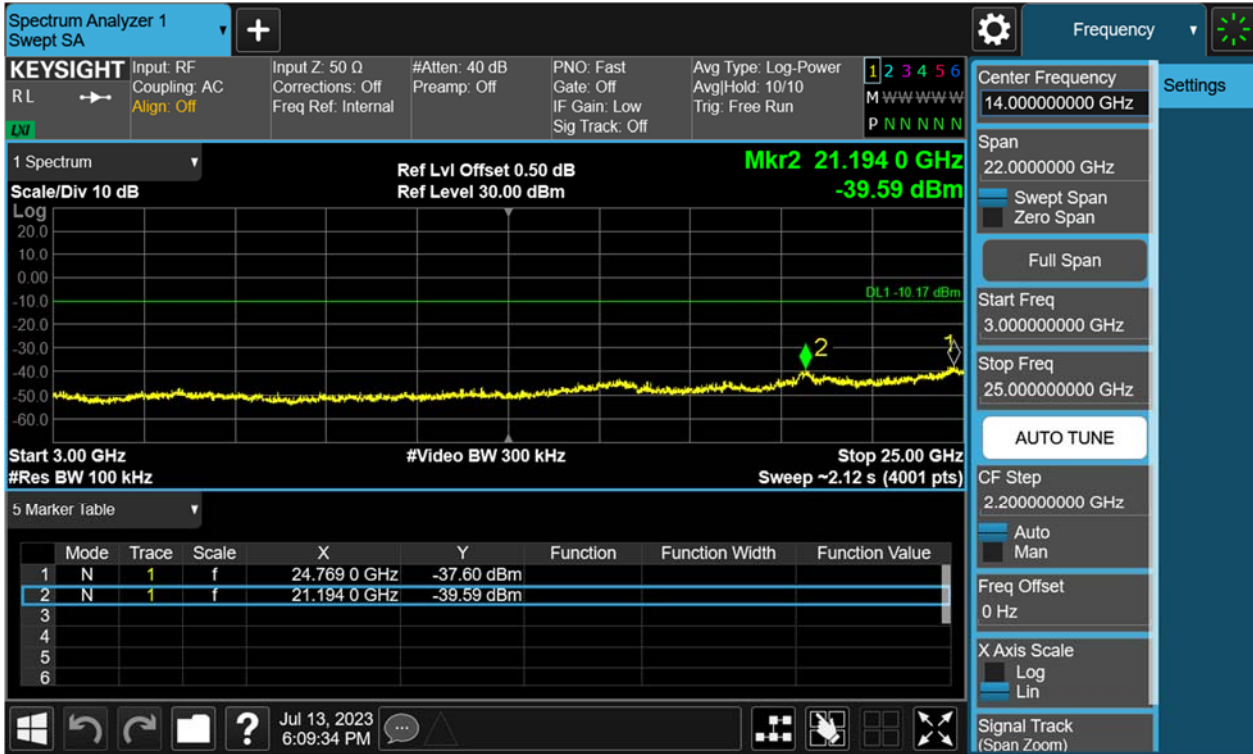 Spectrum Analyzer 1
Swept SA
+
Frequency
KEYSIGHT
RL
LXI
Input: RF
Coupling: AC
Align: Off
Input Z: 50 Ω
Corrections: Off
Freq Ref: Internal
#Atten: 40 dB
Preamp: Off
PNO: Fast
Gate: Off
IF Gain: Low
Sig Track: Off
Avg Type: Log-Power
Avg|Hold: 10/10
Trig: Free Run
1 2 3 4 5 6
M W W W W W
P N N N N N
1 Spectrum
Scale/Div 10 dB
Ref Lvl Offset 0.50 dB
Ref Level 30.00 dBm
Mkr2 21.194 0 GHz
-39.59 dBm
Log
20.0
10.0
0.00
-10.0
-20.0
-30.0
-40.0
-50.0
-60.0
DL1 -10.17 dBm
2
1
Start 3.00 GHz
#Video BW 300 kHz
Stop 25.00 GHz
#Res BW 100 kHz
Sweep ~2.12 s (4001 pts)
5 Marker Table
Mode Trace Scale X Y Function Function Width Function Value
1 N 1 f 24.769 0 GHz -37.60 dBm
2 N 1 f 21.194 0 GHz -39.59 dBm
3
4
5
6
?
Jul 13, 2023
6:09:34 PM
Center Frequency
14.000000000 GHz
Settings
Span
22.0000000 GHz
Swept Span
Zero Span
Full Span
Start Freq
3.000000000 GHz
Stop Freq
25.000000000 GHz
AUTO TUNE
CF Step
2.200000000 GHz
Auto
Man
Freq Offset
0 Hz
X Axis Scale
Log
Lin
Signal Track
(Span Zoom)